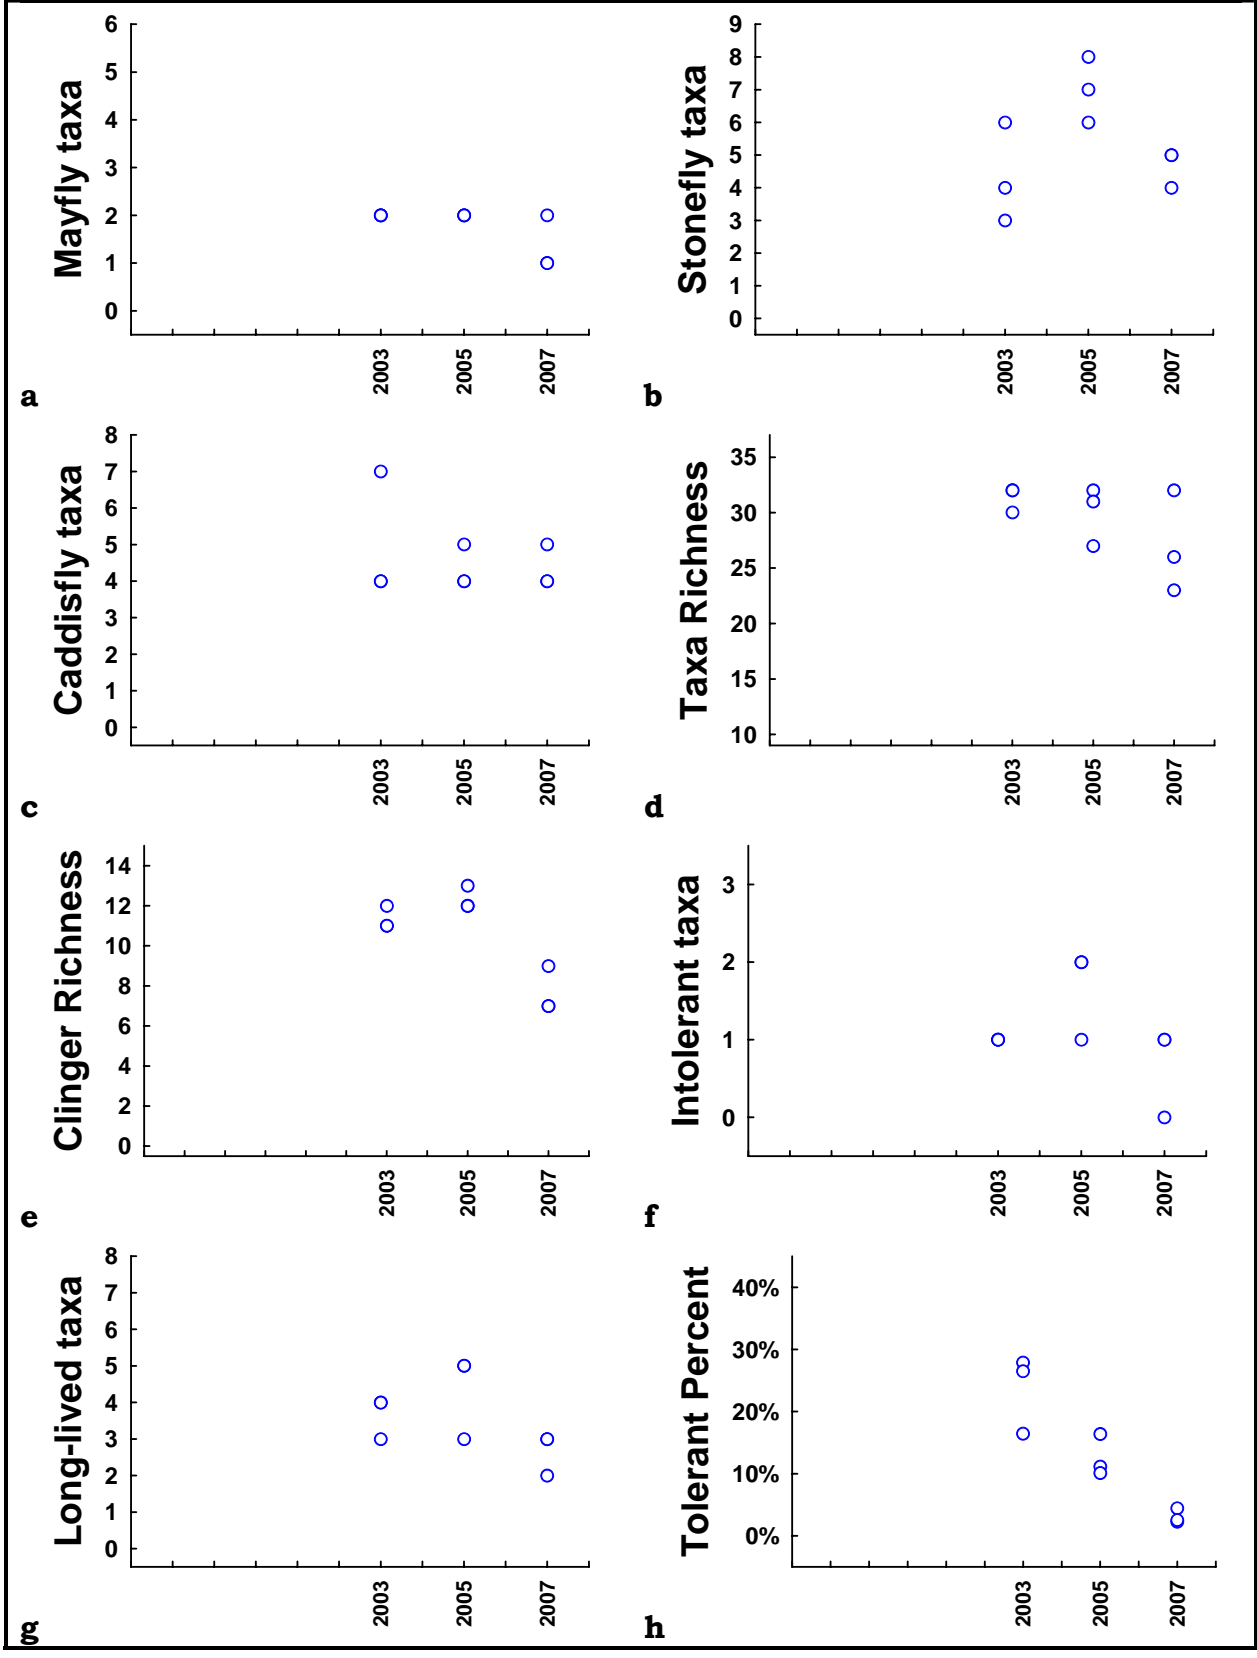 Mayfly taxa
6
5
4
3
2
1
0
2003 2005 2007
a
Stonefly taxa
9
8
7
6
5
4
3
2
1
0
2003 2005 2007
b
Caddisfly taxa
8
7
6
5
4
3
2
1
0
2003 2005 2007
c
Taxa Richness
35
30
25
20
15
10
2003 2005 2007
d
Clinger Richness
14
12
10
8
6
4
2
0
2003 2005 2007
e
Intolerant taxa
3
2
1
0
2003 2005 2007
f
Long-lived taxa
8
7
6
5
4
3
2
1
0
2003 2005 2007
g
Tolerant Percent
40%
30%
20%
10%
0%
2003 2005 2007
h